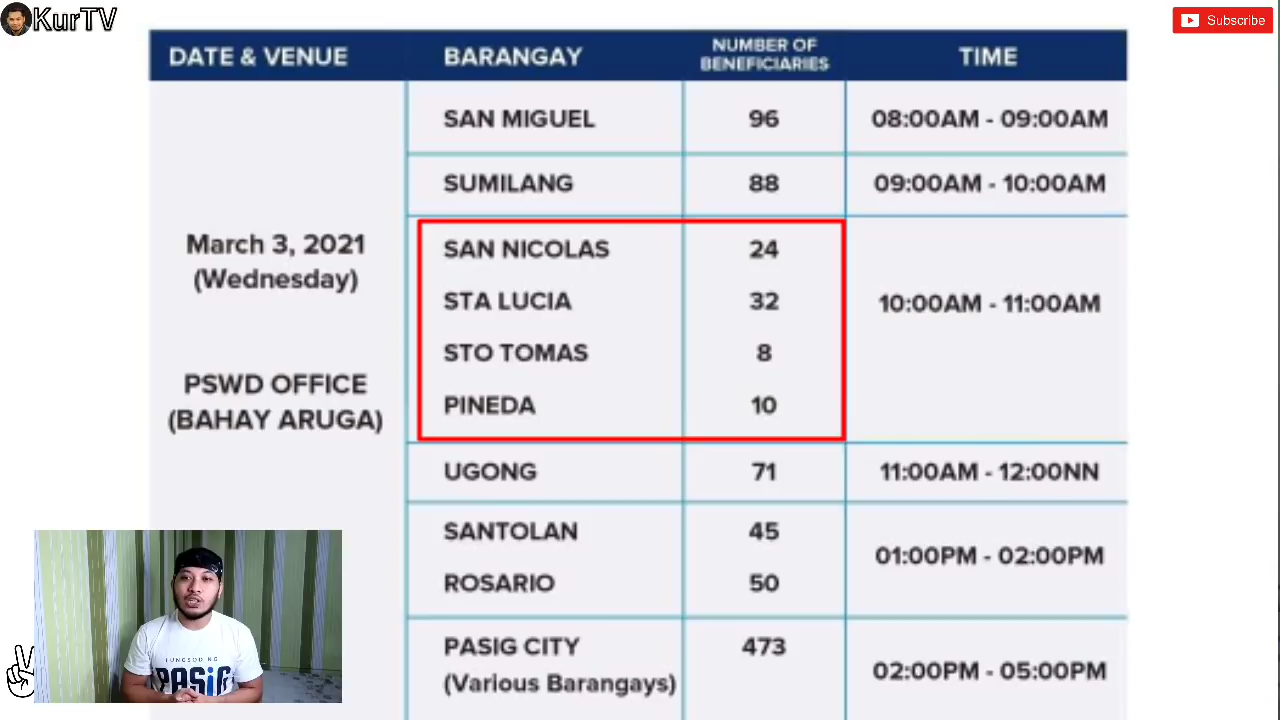 KurTV
Subscribe
DATE & VENUE
BARANGAY
NUMBER OF
BENEFICIARIES
TIME
March 3, 2021
(Wednesday)
PSWD OFFICE
(BAHAY ARUGA)
SAN MIGUEL 96 08:00AM - 09:00AM
SUMILANG 88 09:00AM - 10:00AM
SAN NICOLAS 24
STA LUCIA 32
10:00AM - 11:00AM
STO TOMAS 8
PINEDA 10
UGONG 71 11:00AM - 12:00NN
SANTOLAN 45
01:00PM - 02:00PM
ROSARIO 50
PASIG CITY 473
(Various Barangays)
02:00PM - 05:00PM
LUNGSOD NG
PASIG